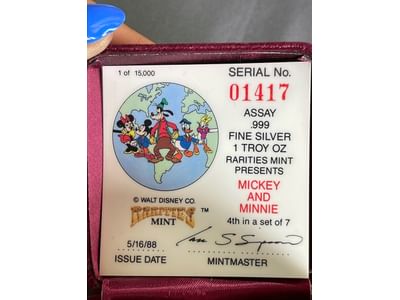 1 of 15,000
SERIAL No.
01417
ASSAY
.999
FINE SILVER
1 TROY OZ
RARITIES MINT
PRESENTS
MICKEY
AND
MINNIE
4th in a set of 7
© WALT DISNEY CO.
RARITIES ™
MINT
5/16/88
ISSUE DATE
MINTMASTER